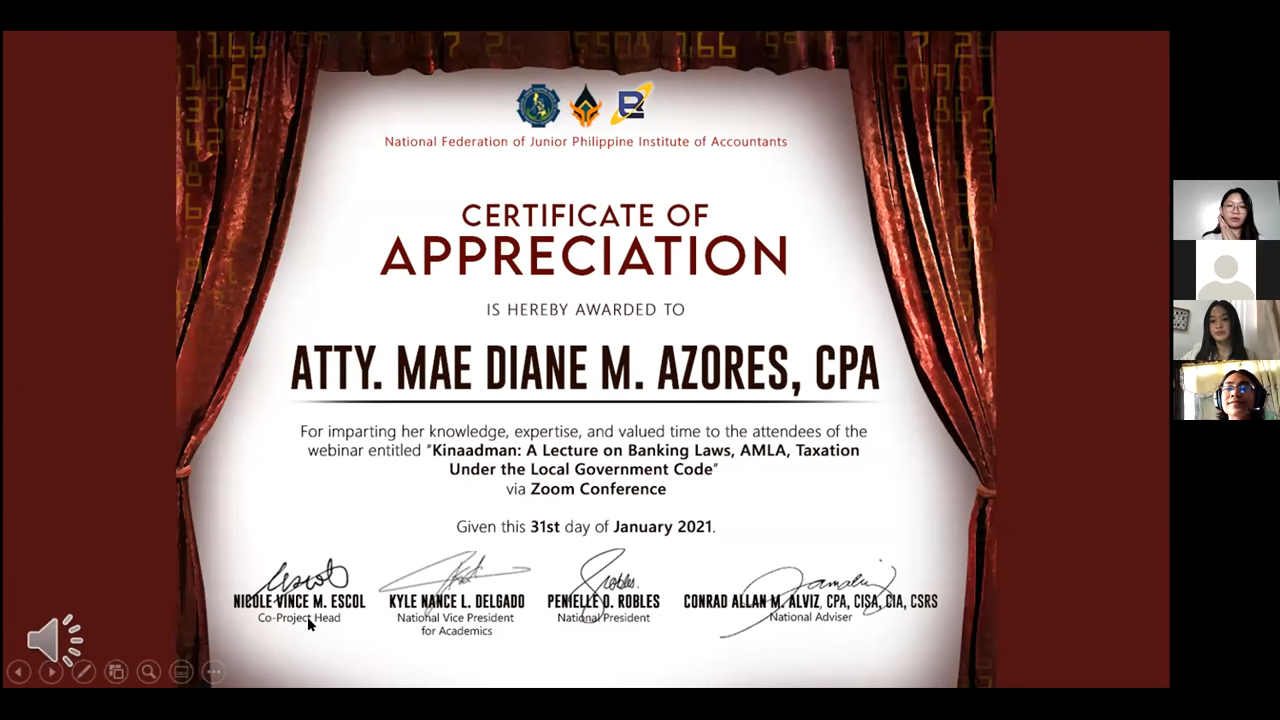 National Federation of Junior Philippine Institute of Accountants
CERTIFICATE OF
APPRECIATION
IS HEREBY AWARDED TO
ATTY. MAE DIANE M. AZORES, CPA
For imparting her knowledge, expertise, and valued time to the attendees of the
webinar entitled "Kinaadman: A Lecture on Banking Laws, AMLA, Taxation
Under the Local Government Code"
via Zoom Conference
Given this 31st day of January 2021.
NICOLE VINCE M. ESCOL
Co-Project Head
KYLE NANCE L. DELGADO
National Vice President
for Academics
PENIELLE O. ROBLES
National President
CONRAD ALLAN M. ALVIZ, CPA, CISA, CIA, CSRS
National Adviser